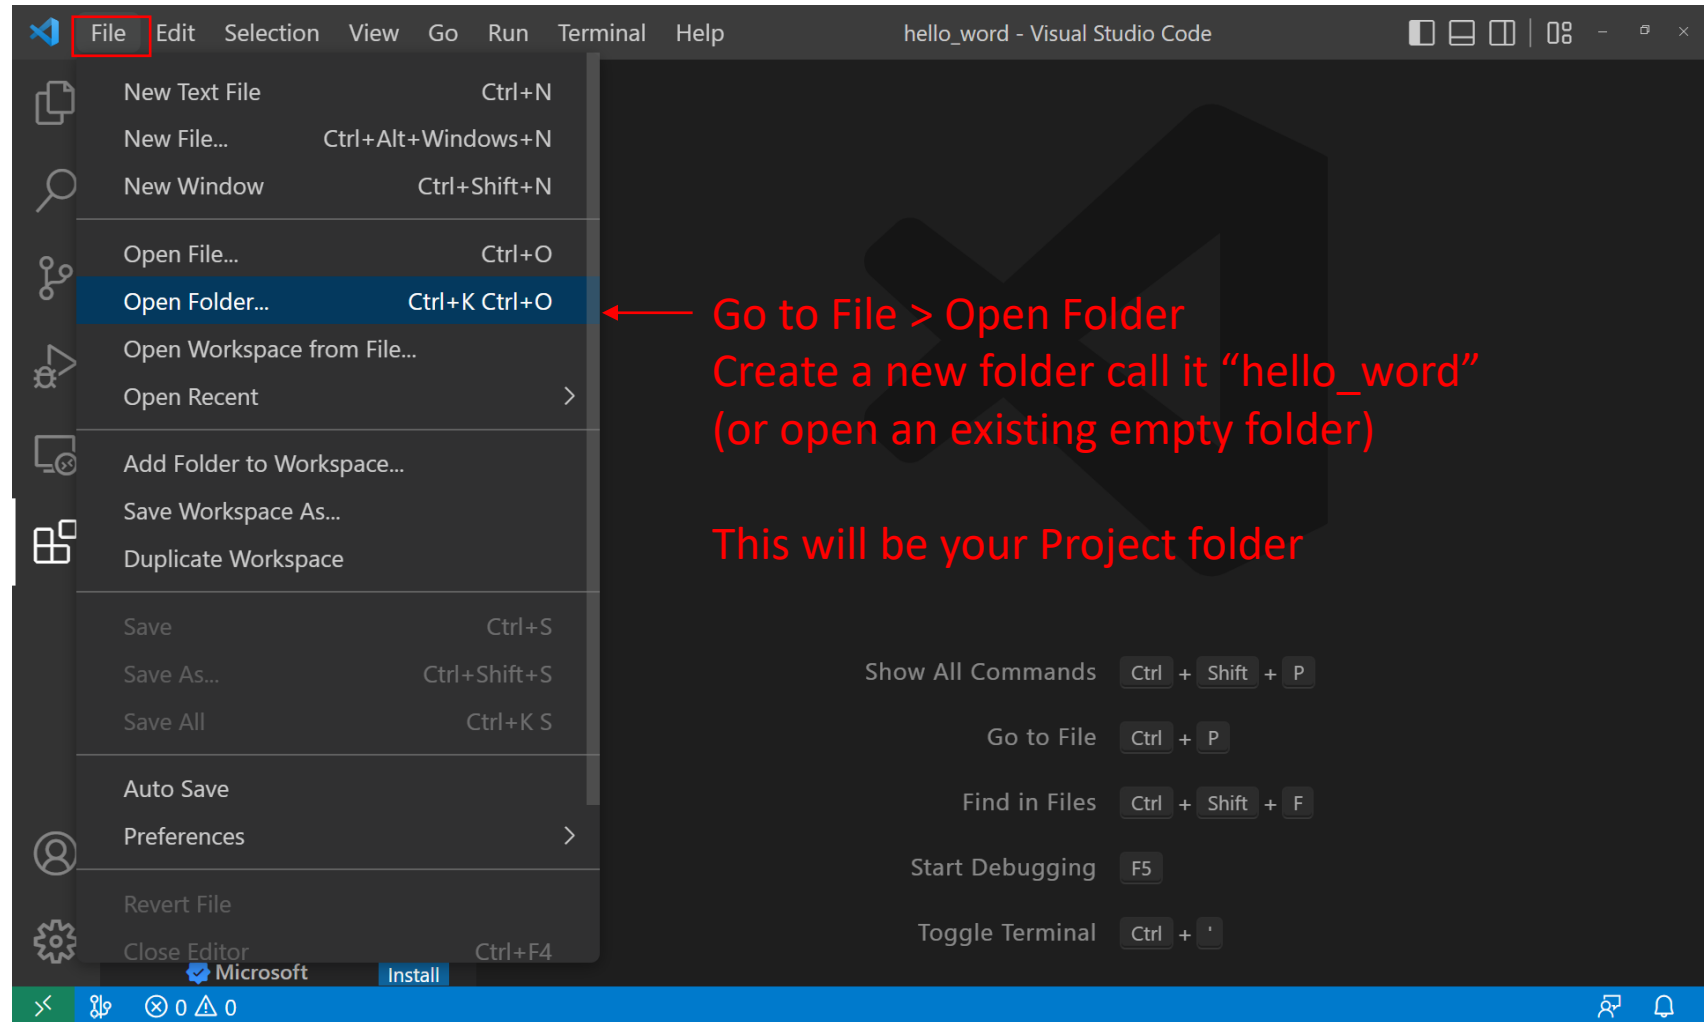 File Edit Selection View Go Run Terminal Help
hello_word - Visual Studio Code
New Text File Ctrl+N
New File... Ctrl+Alt+Windows+N
New Window Ctrl+Shift+N
Open File... Ctrl+O
Open Folder... Ctrl+K Ctrl+O
Open Workspace from File...
Open Recent
Add Folder to Workspace...
Save Workspace As...
Duplicate Workspace
Save Ctrl+S
Save As... Ctrl+Shift+S
Save All Ctrl+K S
Auto Save
Preferences
Revert File
Close Editor Ctrl+F4
Microsoft Install
Go to File > Open Folder
Create a new folder call it “hello_word”
(or open an existing empty folder)
This will be your Project folder
Show All Commands Ctrl + Shift + P
Go to File Ctrl + P
Find in Files Ctrl + Shift + F
Start Debugging F5
Toggle Terminal Ctrl + '
0 0